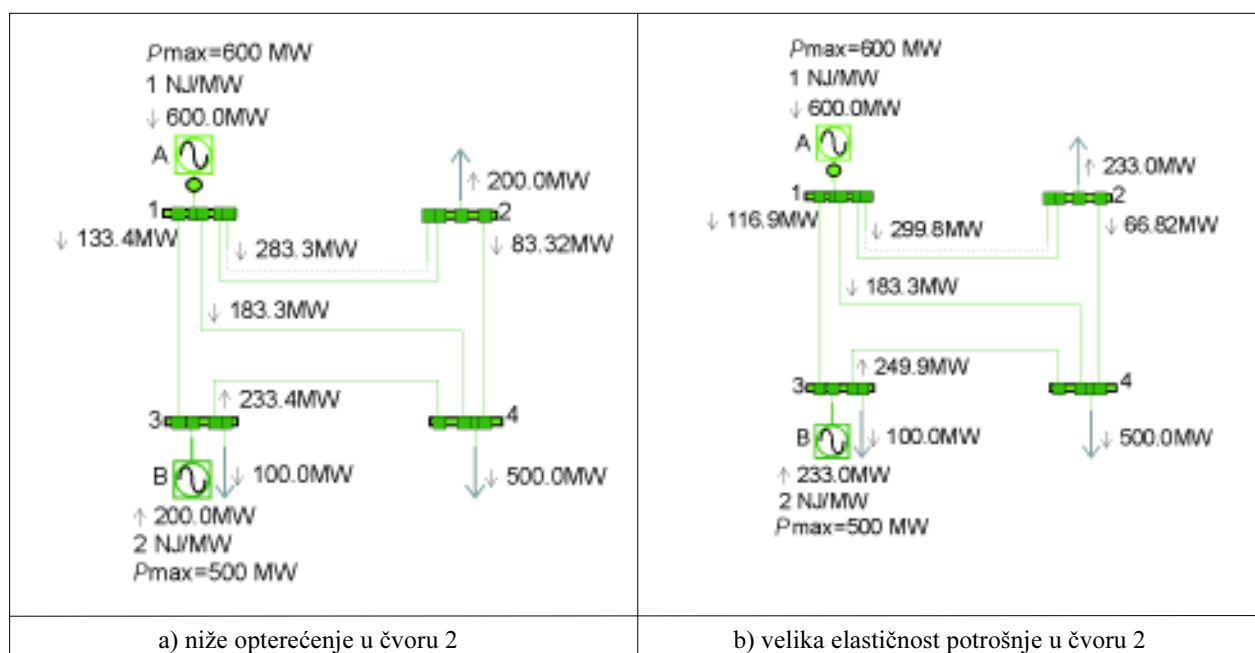 Pmax=600 MW
1 NJ/MW
↓ 600.0MW
A
1
↑ 200.0MW
2
↓ 133.4MW
↓ 283.3MW
↓ 83.32MW
↓ 183.3MW
↑ 233.4MW
3
4
B
↓ 100.0MW
↓ 500.0MW
↑ 200.0MW
2 NJ/MW
Pmax=500 MW
a) niže opterećenje u čvoru 2
Pmax=600 MW
1 NJ/MW
↓ 600.0MW
A
1
↑ 233.0MW
2
↓ 116.9MW
↓ 299.8MW
↓ 66.82MW
↓ 183.3MW
↑ 249.9MW
3
4
B
↓ 100.0MW
↓ 500.0MW
↑ 233.0MW
2 NJ/MW
Pmax=500 MW
b) velika elastičnost potrošnje u čvoru 2